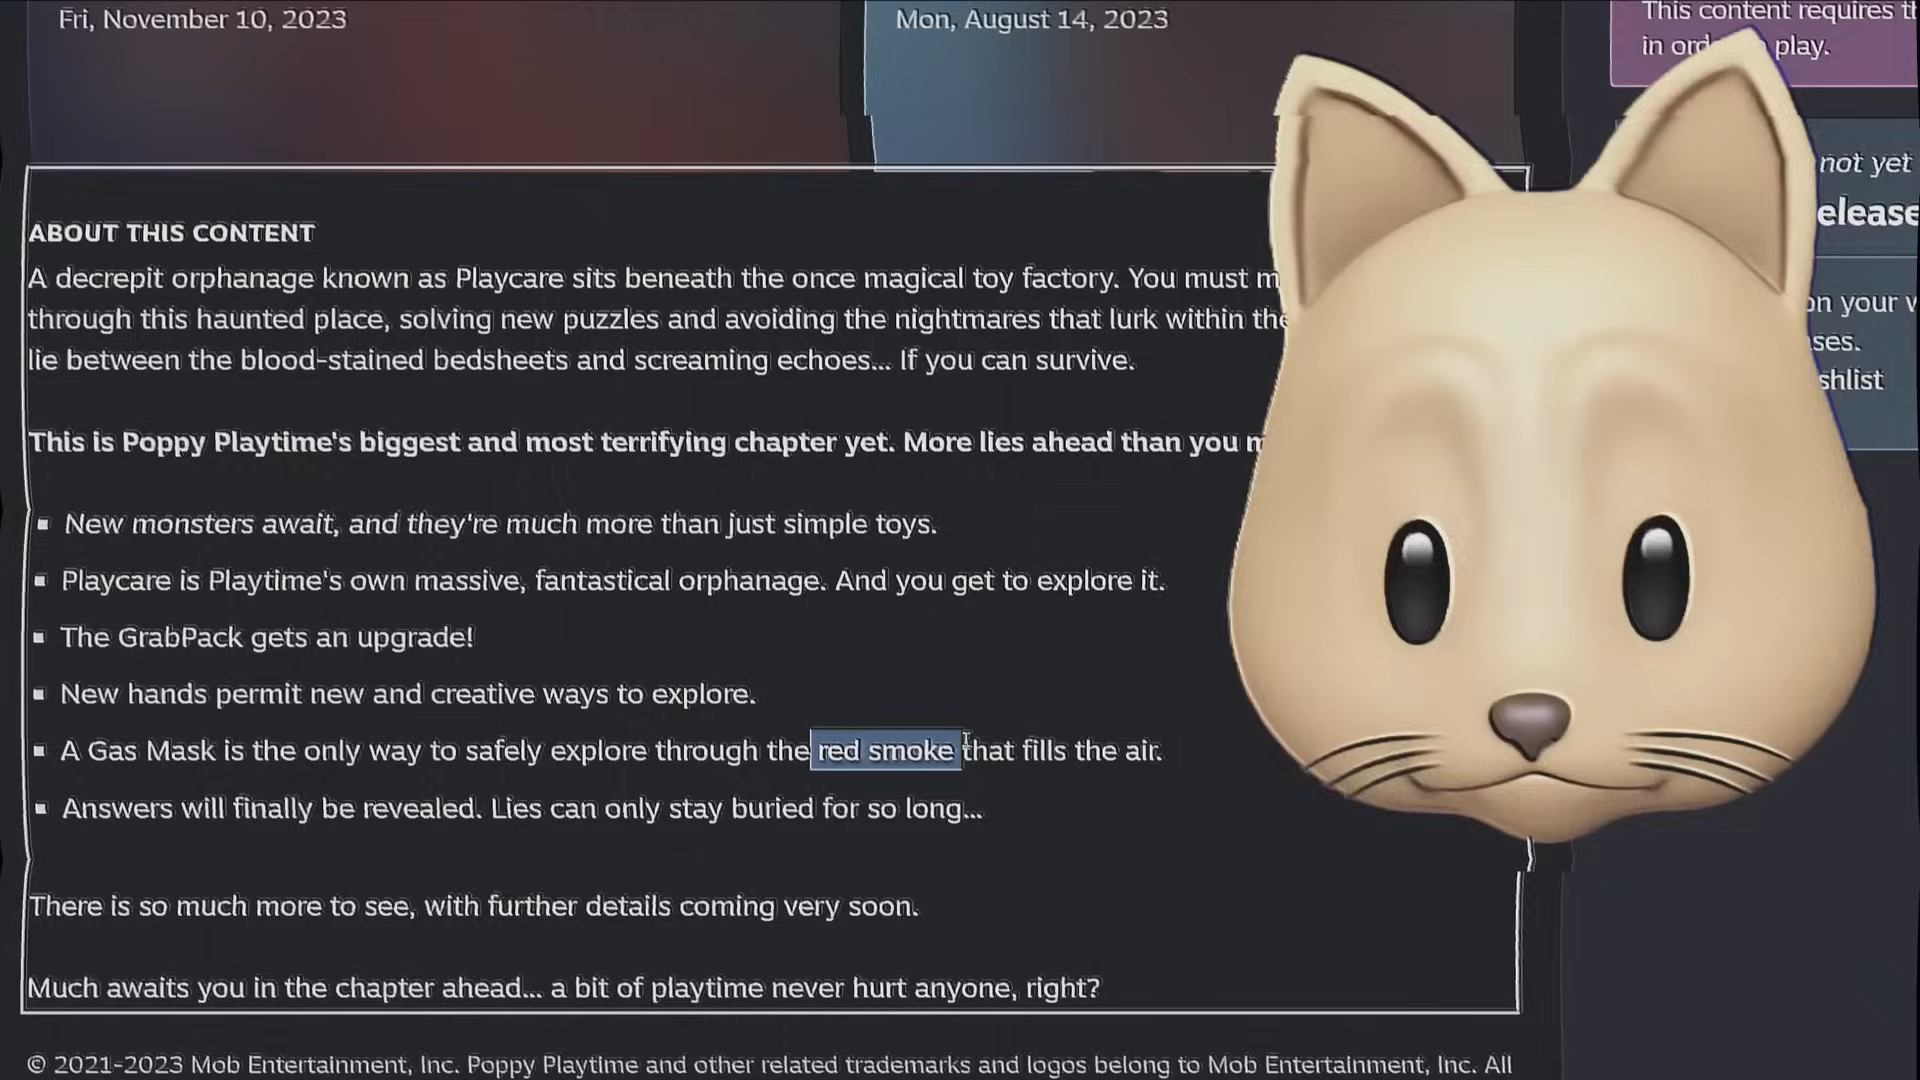 Fri, November 10, 2023
Mon, August 14, 2023
This content requires
in play.
not yet
on your
ABOUT THIS CONTENT
A decrepit orphanage known as Playcare sits beneath the once magical toy factory. You must
through this haunted place, solving new puzzles and avoiding the nightmares that lurk within
lie between the blood-stained bedsheets and screaming echoes... If you can survive.
This is Poppy Playtime's biggest and most terrifying chapter yet. More lies ahead than you
New monsters await, and they're much more than just simple toys.
Playcare is Playtime's own massive, fantastical orphanage. And you get to explore it.
The GrabPack gets an upgrade!
New hands permit new and creative ways to explore.
A Gas Mask is the only way to safely explore through the red smoke that fills the air.
Answers will finally be revealed. Lies can only stay buried for so long...
There is so much more to see, with further details coming very soon.
Much awaits you in the chapter ahead... a bit of playtime never hurt anyone, right?
© 2021-2023 Mob Entertainment, Inc. Poppy Playtime and other related trademarks and logos belong to Mob Entertainment, Inc. All